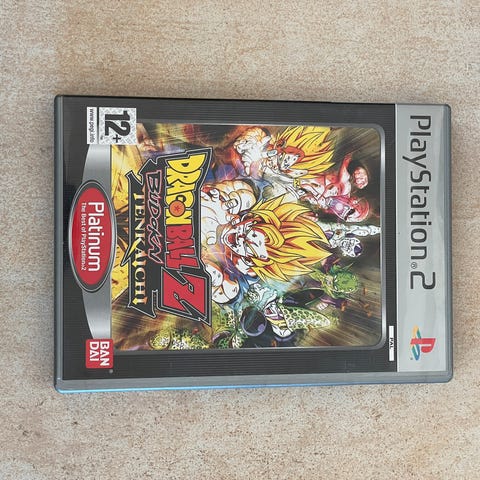 PlayStation®2
PAL
DRAGON BALL Z
BUDOKAI
TENKAICHI
12+
www.pegi.info
Platinum
The Best of PlayStation®2
BAN
DAI